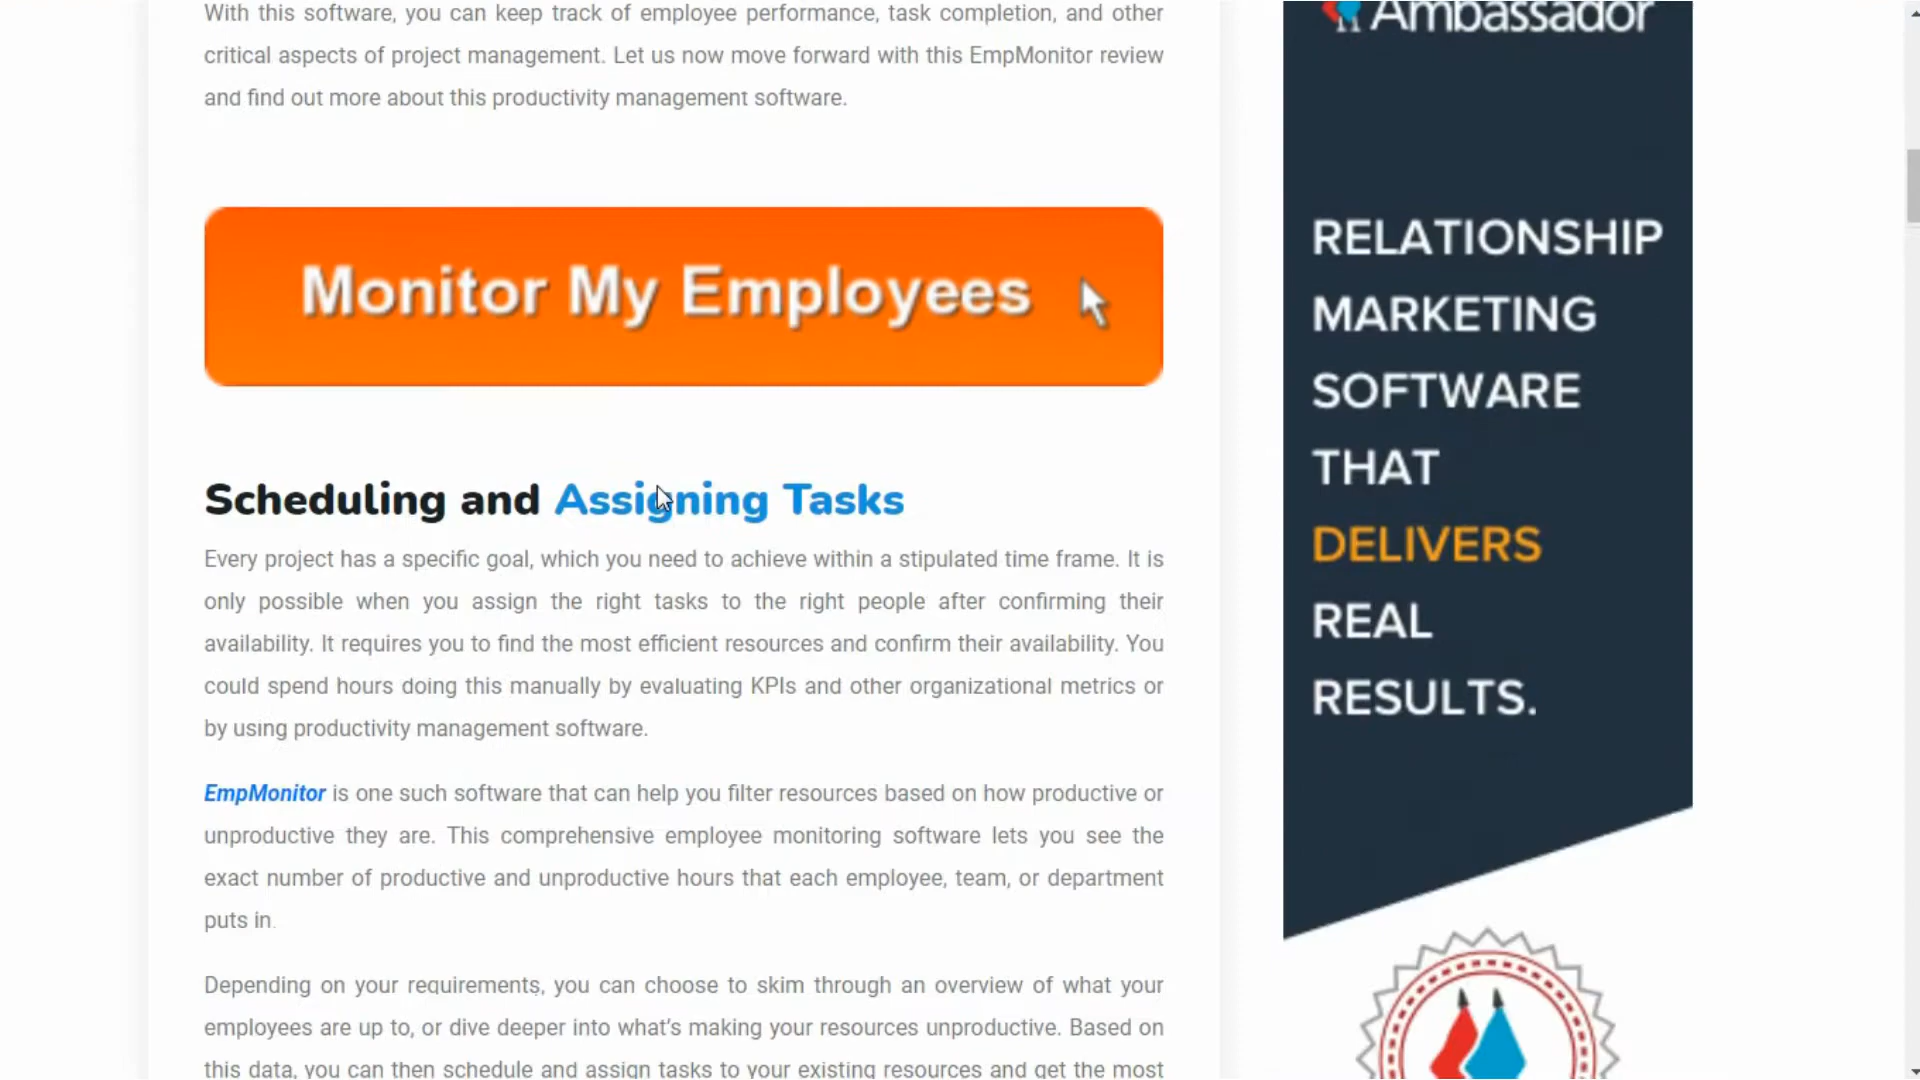 With this software, you can keep track of employee performance, task completion, and other
critical aspects of project management. Let us now move forward with this EmpMonitor review
and find out more about this productivity management software.
Monitor My Employees
Scheduling and Assigning Tasks
Every project has a specific goal, which you need to achieve within a stipulated time frame. It is
only possible when you assign the right tasks to the right people after confirming their
availability. It requires you to find the most efficient resources and confirm their availability. You
could spend hours doing this manually by evaluating KPIs and other organizational metrics or
by using productivity management software.
EmpMonitor is one such software that can help you filter resources based on how productive or
unproductive they are. This comprehensive employee monitoring software lets you see the
exact number of productive and unproductive hours that each employee, team, or department
puts in.
Depending on your requirements, you can choose to skim through an overview of what your
employees are up to, or dive deeper into what's making your resources unproductive. Based on
this data, you can then schedule and assign tasks to your existing resources and get the most
Ambassador
RELATIONSHIP
MARKETING
SOFTWARE
THAT
DELIVERS
REAL
RESULTS.